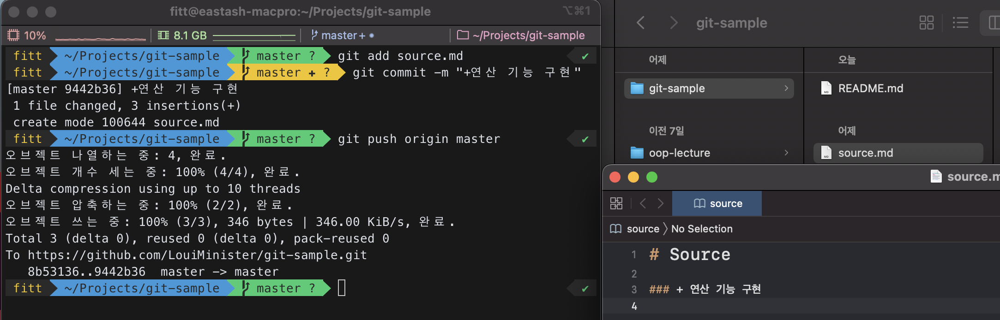 fitt@eastash-macpro:~/Projects/git-sample
⌥⌘1
10%
8.1 GB
master+ •
~/Projects/git-sample
fitt ~/Projects/git-sample master ? git add source.md ✔
fitt ~/Projects/git-sample master + ? git commit -m "+연산 기능 구현"
[master 9442b36] +연산 기능 구현
1 file changed, 3 insertions(+)
create mode 100644 source.md
fitt ~/Projects/git-sample master ? git push origin master ✔
오브젝트 나열하는 중: 4, 완료.
오브젝트 개수 세는 중: 100% (4/4), 완료.
Delta compression using up to 10 threads
오브젝트 압축하는 중: 100% (2/2), 완료.
오브젝트 쓰는 중: 100% (3/3), 346 bytes | 346.00 KiB/s, 완료.
Total 3 (delta 0), reused 0 (delta 0), pack-reused 0
To https://github.com/LouiMinister/git-sample.git
8b53136..9442b36  master -> master
fitt ~/Projects/git-sample master ? ✔
git-sample
어제
git-sample
이전 7일
oop-lecture
오늘
README.md
어제
source.md
source.m
source
source 〉No Selection
1 # Source
2
3 ### + 연산 기능 구현
4